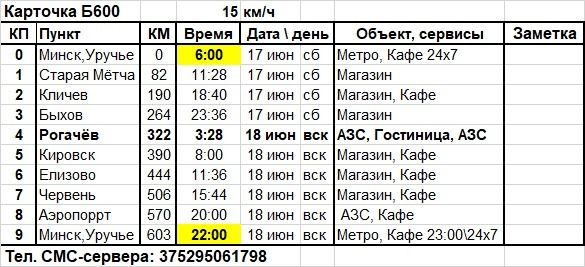 Карточка Б600 15 км/ч
КП Пункт КМ Время Дата \ день Объект, сервисы Заметка
0 Минск,Уручье 0 6:00 17 июн сб Метро, Кафе 24х7
1 Старая Мётча 82 11:28 17 июн сб Магазин
2 Кличев 190 18:40 17 июн сб Магазин, Кафе
3 Быхов 264 23:36 17 июн сб Магазин
4 Рогачёв 322 3:28 18 июн вск АЗС, Гостиница, АЗС
5 Кировск 390 8:00 18 июн вск Магазин, Кафе
6 Елизово 444 11:36 18 июн вск Магазин, Кафе
7 Червень 506 15:44 18 июн вск Магазин, Кафе
8 Аэропоррт 570 20:00 18 июн вск АЗС, Кафе
9 Минск,Уручье 603 22:00 18 июн вск Метро, Кафе 23:00\24х7
Тел. СМС-сервера: 375295061798